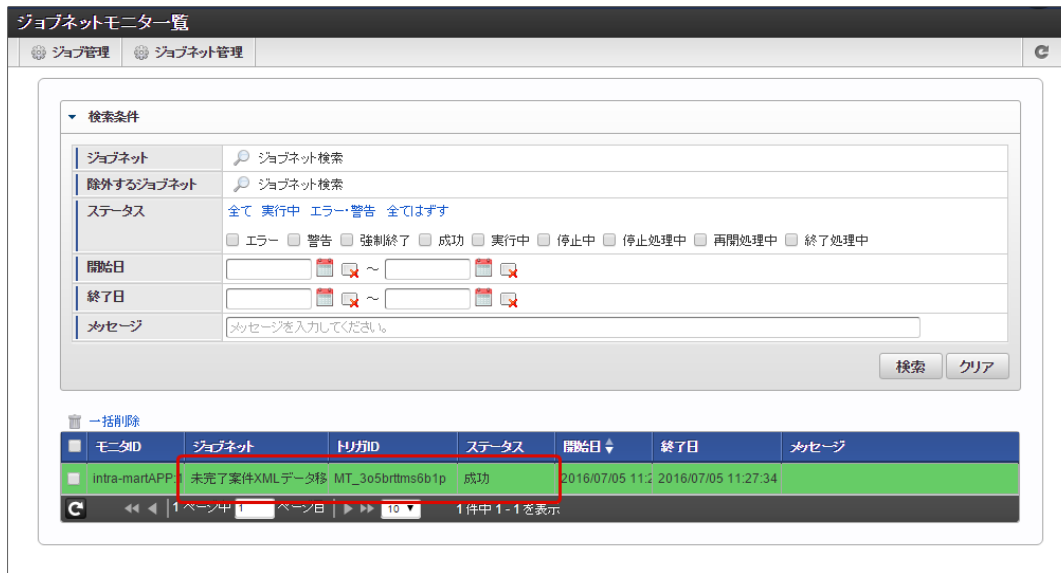 ジョブネットモニター覧
ジョブ管理 ジョブネット管理
検索条件
ジョブネット ジョブネット検索
除外するジョブネット ジョブネット検索
ステータス 全て 実行中 エラー・警告 全てはずす
エラー 警告 強制終了 成功 実行中 停止中 停止処理中 再開処理中 終了処理中
開始日 ～
終了日 ～
メッセージ メッセージを入力してください。
検索 クリア
一括削除
モニタID ジョブネット トリガID ステータス 開始日 終了日 メッセージ
intra-martAPP:1 未完了案件XMLデータ移 MT_3o5brttms6b1p 成功 2016/07/05 11:2 2016/07/05 11:27:34
1 ページ中 1 ページ目 10 1 件中 1 - 1 を表示